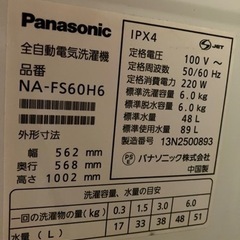 Panasonic
全自動電気洗濯機
品番
NA-FS60H6
外形寸法
幅 562 mm
奥行 568 mm
高さ 1002 mm
IPX4
JET
定格電圧 100 V~
定格周波数 50/60 Hz
定格消費電力 220 W
標準洗濯容量 6.0 kg
標準脱水容量 6.0 kg
標準水量 48 L
標準使用水量 89 L
製造番号 13N2500893
パナソニック株式会社
中国製
洗濯容量、水量の目安
一回の洗濯物の量(kg) 0.3 1.5 3.0 6.0
水量(L) 17 33 38 48 51